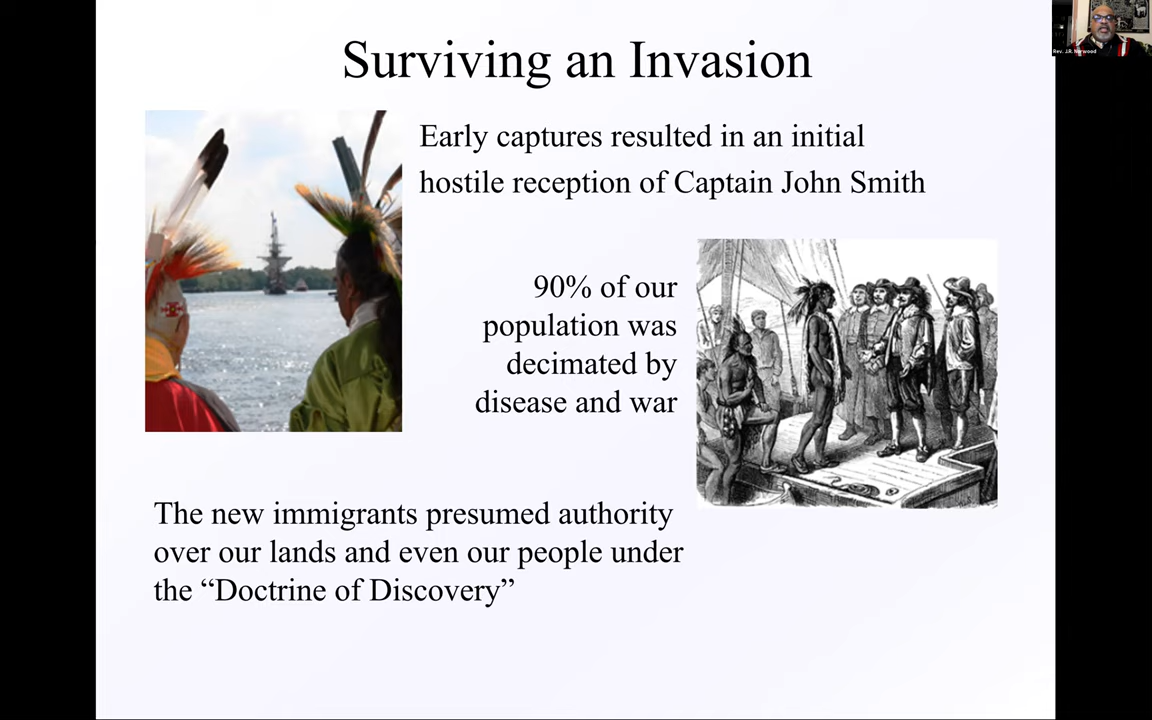 Surviving an Invasion
Early captures resulted in an initial
hostile reception of Captain John Smith
90% of our
population was
decimated by
disease and war
The new immigrants presumed authority
over our lands and even our people under
the “Doctrine of Discovery”
Rev. J.R. Norwood